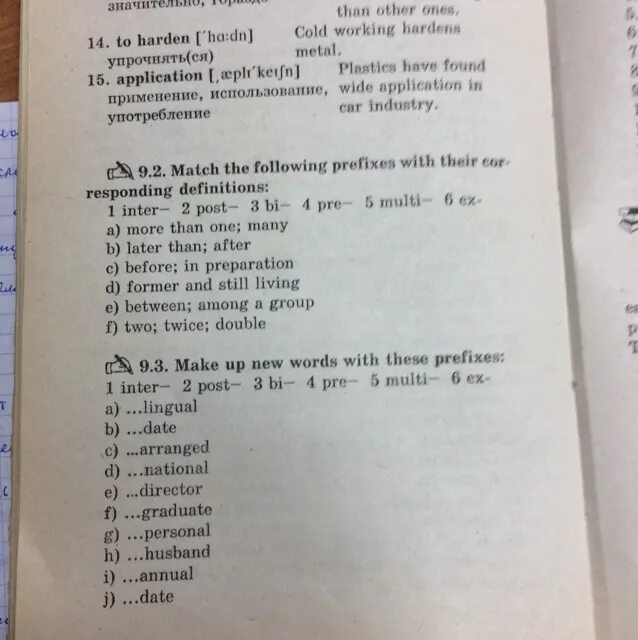 значительно, гораздо
than other ones.
14. to harden [ˊhɑ:dn] Cold working hardens
упрочнять(ся) metal.
15. application [ˌæplɪˊkeɪʃn] Plastics have found
применение, использование, wide application in
употребление car industry.
9.2. Match the following prefixes with their cor-
responding definitions:
1 inter– 2 post– 3 bi– 4 pre– 5 multi– 6 ex-
a) more than one; many
b) later than; after
c) before; in preparation
d) former and still living
e) between; among a group
f) two; twice; double
9.3. Make up new words with these prefixes:
1 inter– 2 post– 3 bi– 4 pre– 5 multi– 6 ex-
a) ...lingual
b) ...date
c) ...arranged
d) ...national
e) ...director
f) ...graduate
g) ...personal
h) ...husband
i) ...annual
j) ...date